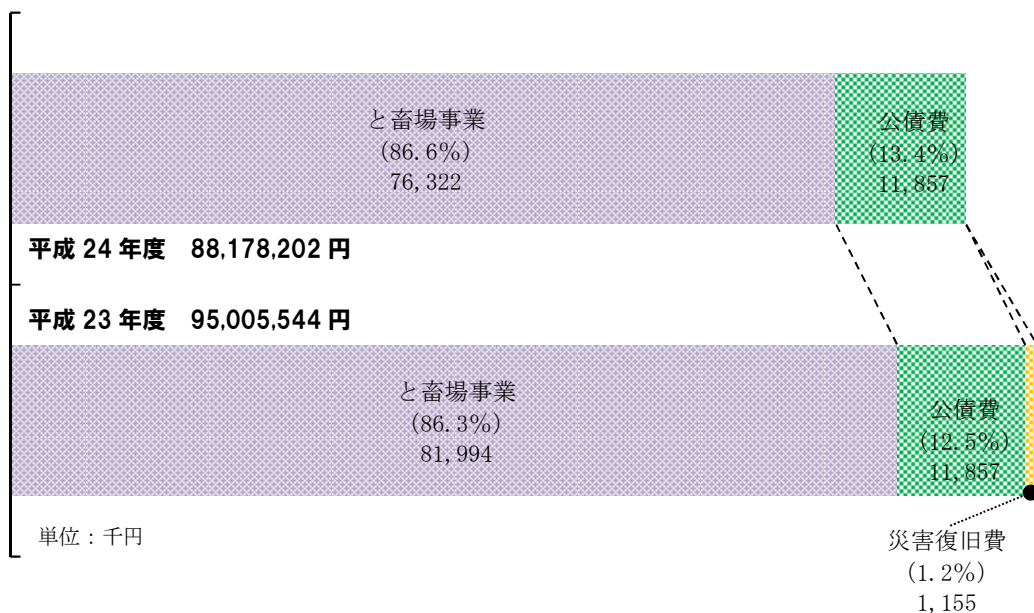 と畜場事業
(86.6%)
76,322
公債費
(13.4%)
11,857
平成 24 年度　88,178,202 円
平成 23 年度　95,005,544 円
と畜場事業
(86.3%)
81,994
公債費
(12.5%)
11,857
単位：千円
災害復旧費
(1.2%)
1,155